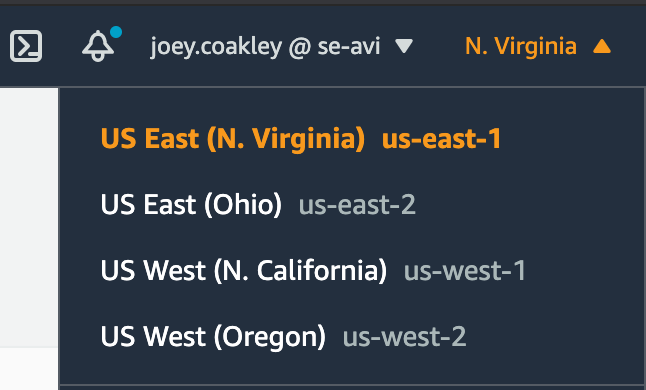 joey.coakley @ se-avi N. Virginia
US East (N. Virginia) us-east-1
US East (Ohio) us-east-2
US West (N. California) us-west-1
US West (Oregon) us-west-2